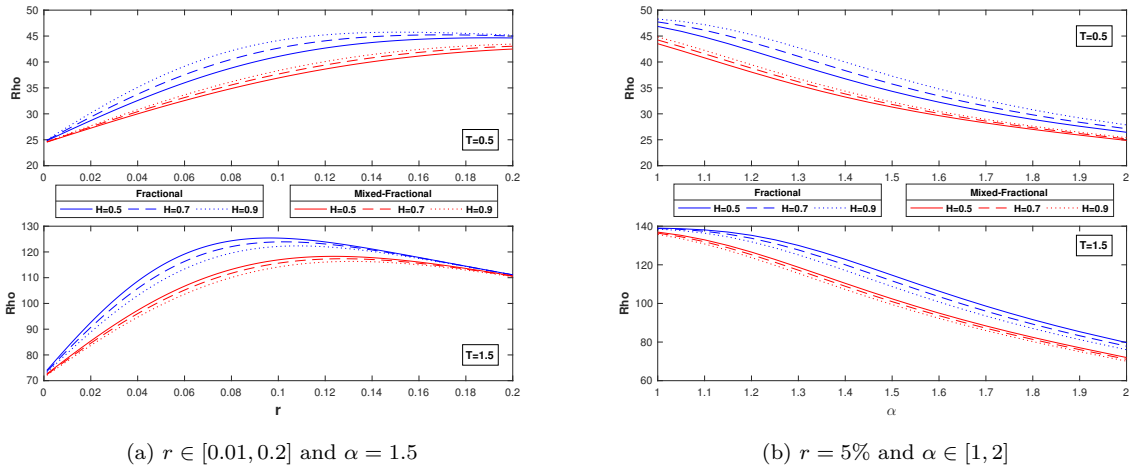 Rho
50
45
40
35
30
25
20
T=0.5
0 0.02 0.04 0.06 0.08 0.1 0.12 0.14 0.16 0.18 0.2
Fractional
H=0.5 H=0.7 H=0.9
Mixed-Fractional
H=0.5 H=0.7 H=0.9
Rho
130
120
110
100
90
80
70
T=1.5
0 0.02 0.04 0.06 0.08 0.1 0.12 0.14 0.16 0.18 0.2
r
(a) r ∈ [0.01, 0.2] and α = 1.5
Rho
50
45
40
35
30
25
20
T=0.5
1 1.1 1.2 1.3 1.4 1.5 1.6 1.7 1.8 1.9 2
Fractional
H=0.5 H=0.7 H=0.9
Mixed-Fractional
H=0.5 H=0.7 H=0.9
Rho
140
120
100
80
60
T=1.5
1 1.1 1.2 1.3 1.4 1.5 1.6 1.7 1.8 1.9 2
α
(b) r = 5% and α ∈ [1, 2]